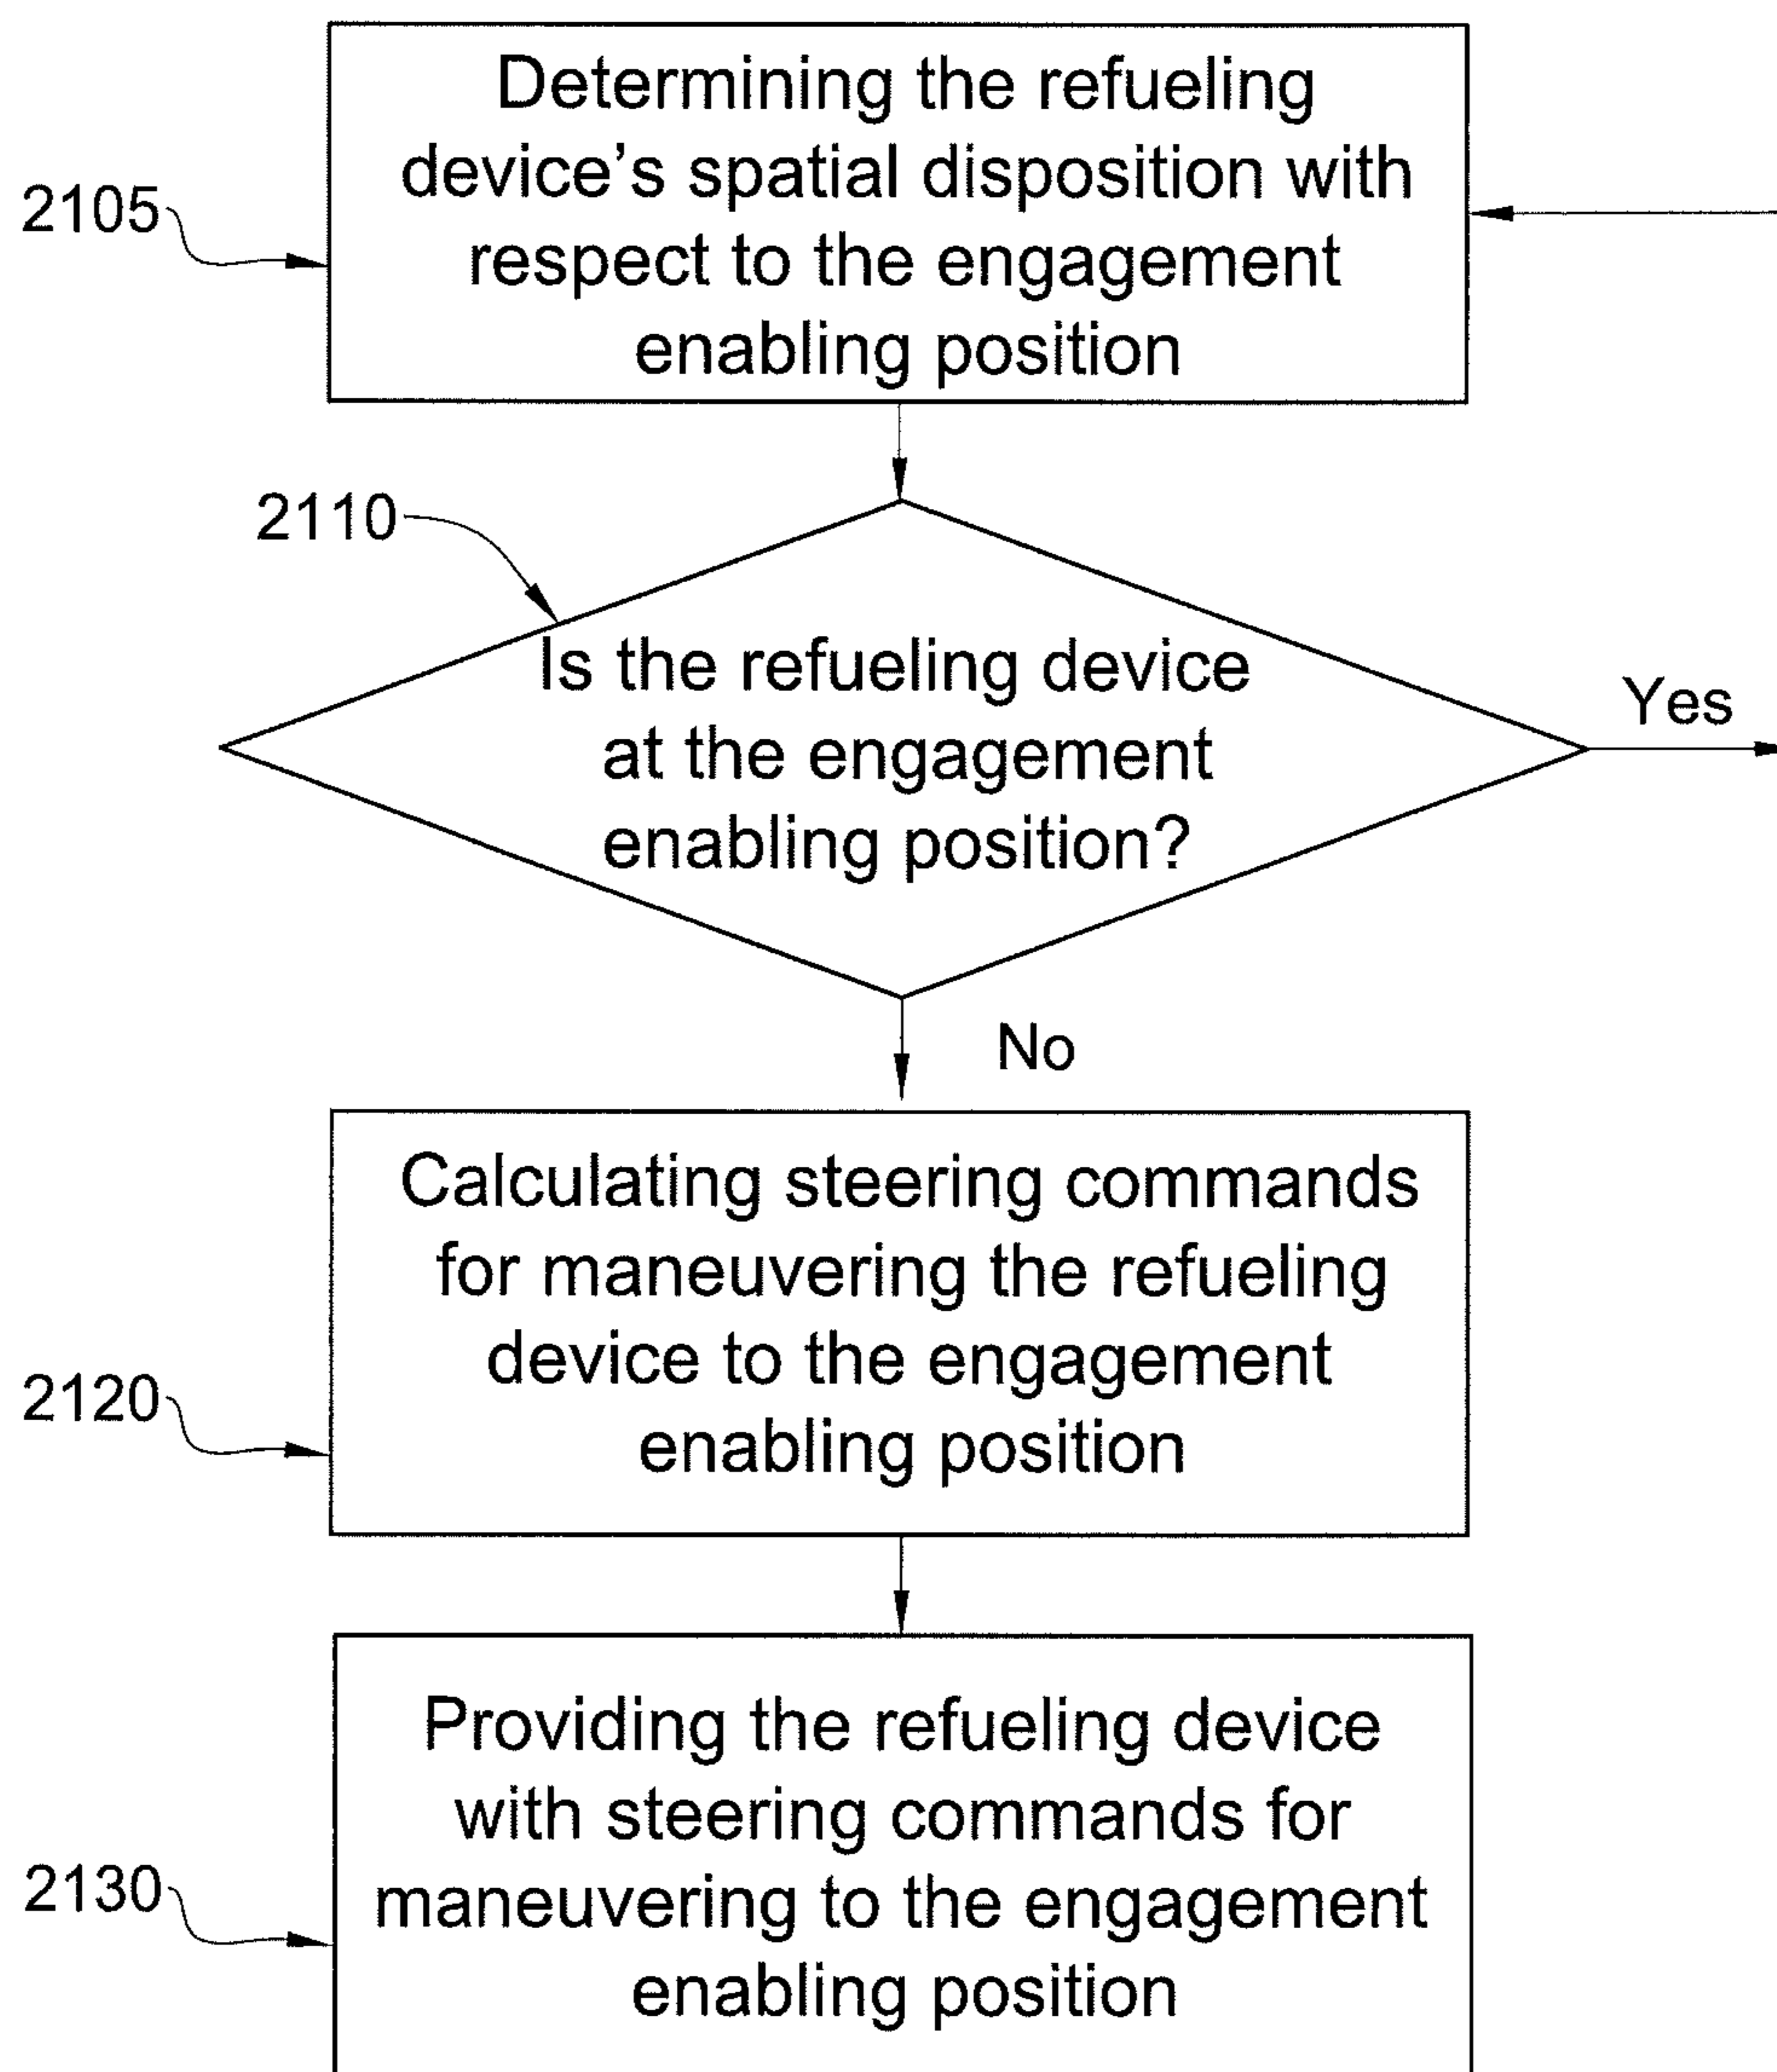 Determining the refueling
device's spatial disposition with
respect to the engagement
enabling position
2105
2110
Is the refueling device
at the engagement
enabling position?
Yes
No
Calculating steering commands
for maneuvering the refueling
device to the engagement
enabling position
2120
Providing the refueling device
with steering commands for
maneuvering to the engagement
enabling position
2130